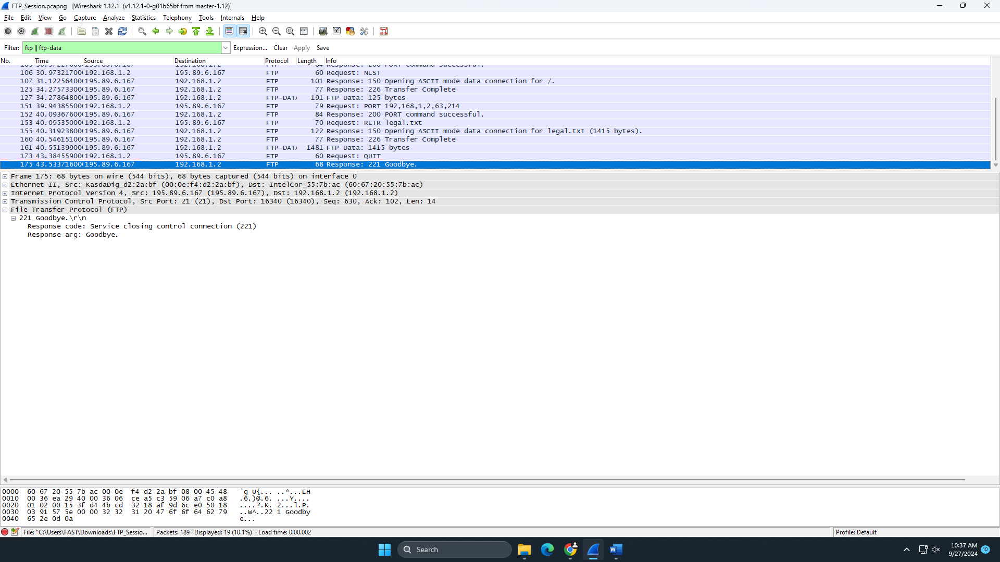 FTP_Session.pcapng [Wireshark 1.12.1 (v1.12.1-0-g01b65bf from master-1.12)]
File Edit View Go Capture Analyze Statistics Telephony Tools Internals Help
Filter: ftp || ftp-data Expression... Clear Apply Save
No. Time Source Destination Protocol Length Info
106 30.973217000 192.168.1.2 195.89.6.167 FTP 60 Request: NLST
107 31.122564000 195.89.6.167 192.168.1.2 FTP 101 Response: 150 Opening ASCII mode data connection for /.
125 34.275733000 195.89.6.167 192.168.1.2 FTP 77 Response: 226 Transfer Complete
127 34.278648000 195.89.6.167 192.168.1.2 FTP-DATA 191 FTP Data: 125 bytes
151 39.943855000 192.168.1.2 195.89.6.167 FTP 79 Request: PORT 192,168,1,2,63,214
152 40.093676000 195.89.6.167 192.168.1.2 FTP 84 Response: 200 PORT command successful.
153 40.095350000 192.168.1.2 195.89.6.167 FTP 70 Request: RETR legal.txt
155 40.319238000 195.89.6.167 192.168.1.2 FTP 122 Response: 150 Opening ASCII mode data connection for legal.txt (1415 bytes).
160 40.546151000 195.89.6.167 192.168.1.2 FTP 77 Response: 226 Transfer Complete
161 40.551399000 195.89.6.167 192.168.1.2 FTP-DATA 1481 FTP Data: 1415 bytes
173 43.384559000 192.168.1.2 195.89.6.167 FTP 60 Request: QUIT
175 43.533716000 195.89.6.167 192.168.1.2 FTP 68 Response: 221 Goodbye.
Frame 175: 68 bytes on wire (544 bits), 68 bytes captured (544 bits) on interface 0
Ethernet II, Src: KasdaDig_d2:2a:bf (00:0e:f4:d2:2a:bf), Dst: IntelCor_55:7b:ac (60:67:20:55:7b:ac)
Internet Protocol Version 4, Src: 195.89.6.167 (195.89.6.167), Dst: 192.168.1.2 (192.168.1.2)
Transmission Control Protocol, Src Port: 21 (21), Dst Port: 16340 (16340), Seq: 630, Ack: 102, Len: 14
File Transfer Protocol (FTP)
221 Goodbye.\r\n
Response code: Service closing control connection (221)
Response arg: Goodbye.
0000 60 67 20 55 7b ac 00 0e f4 d2 2a bf 08 00 45 48 `g U{... ..*...EH
0010 00 36 ea 29 40 00 36 06 ce a5 c3 59 06 a7 c0 a8 .6.)@.6. ...Y....
0020 01 02 00 15 3f d4 4b cd 32 18 af 9d 6c e0 50 18 ....?.K. 2...l.P.
0030 03 91 57 5e 00 00 32 32 31 20 47 6f 6f 64 62 79 ..W^..22 1 Goodby
0040 65 2e 0d 0a e...
File: "C:\Users\FAST\Downloads\FTP_Sessio... Packets: 189 · Displayed: 19 (10.1%) · Load time: 0:00.002 Profile: Default
Search
10:37 AM
9/27/2024
10